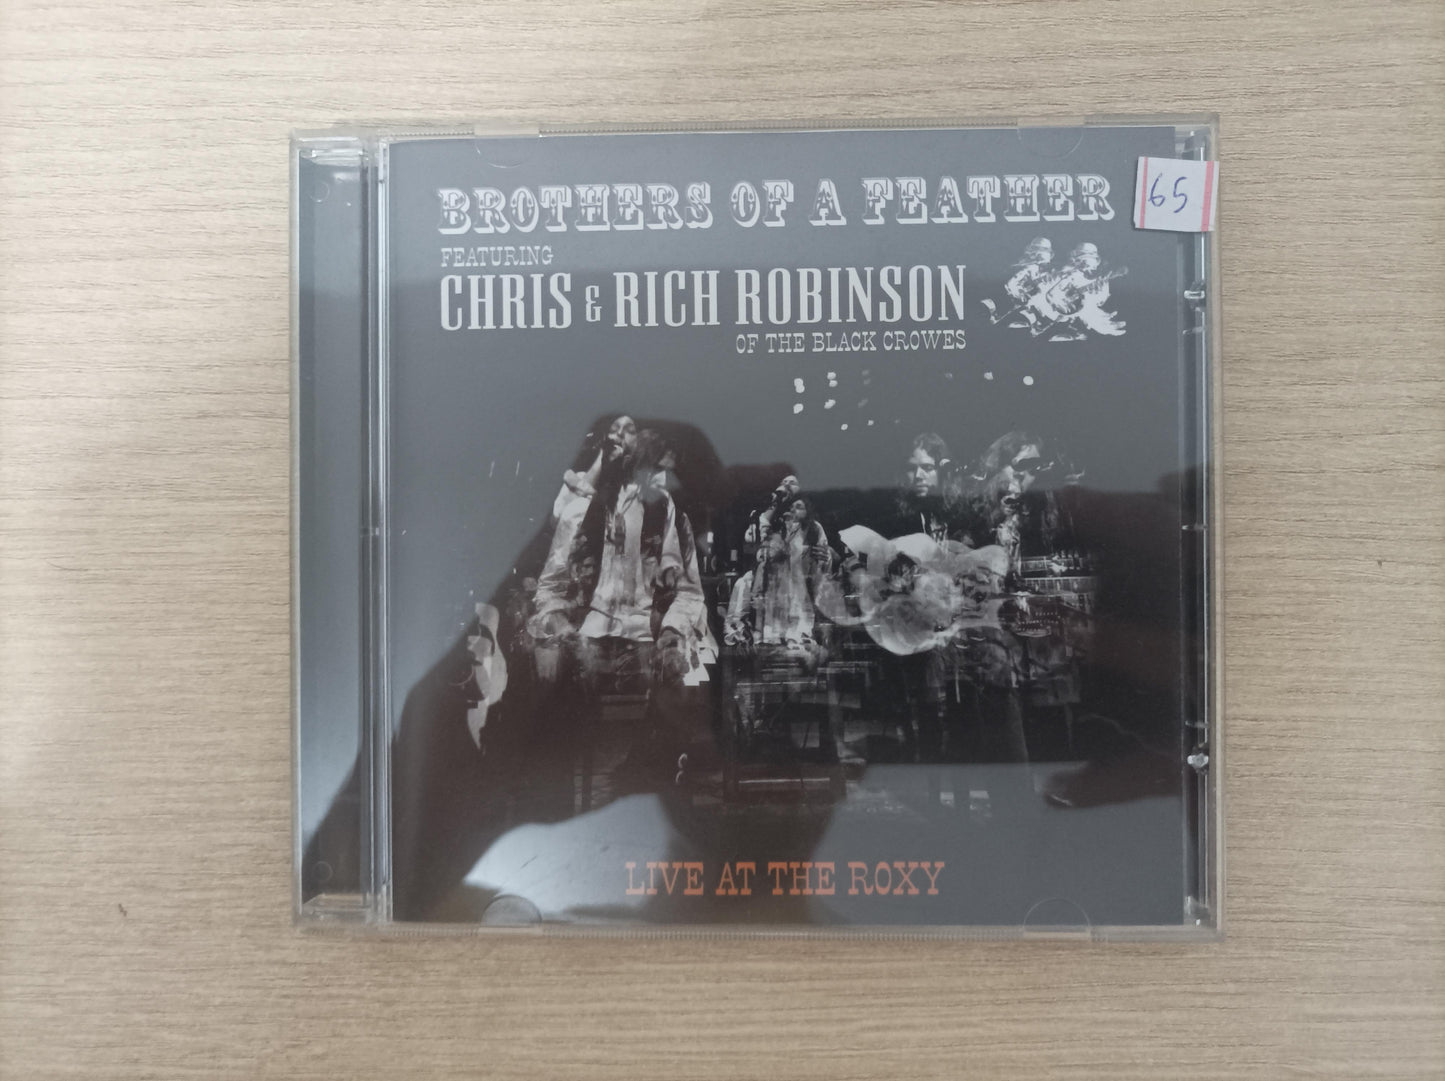 BROTHERS OF A FEATHER
65
FEATURING
CHRIS & RICH ROBINSON
OF THE BLACK CROWES
LIVE AT THE ROXY